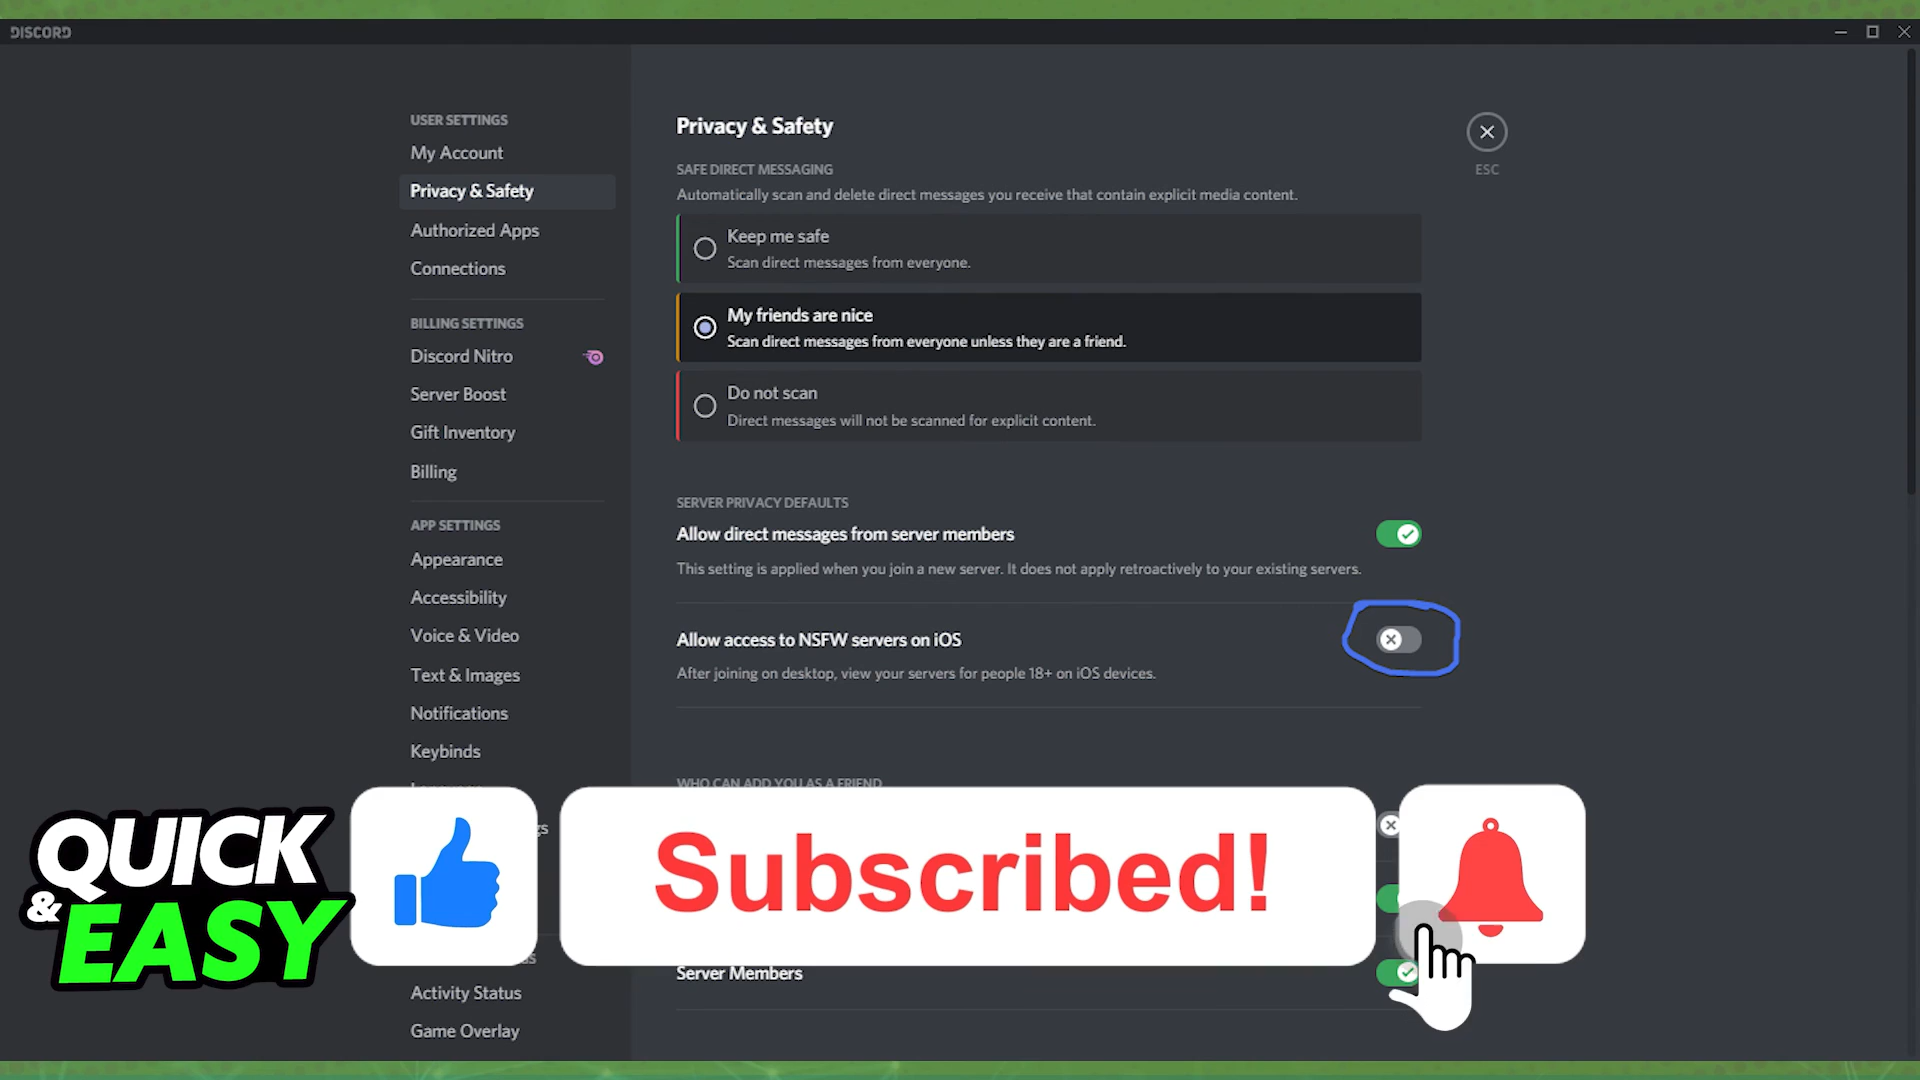 DISCORD
USER SETTINGS
My Account
Privacy & Safety
Authorized Apps
Connections
BILLING SETTINGS
Discord Nitro
Server Boost
Gift Inventory
Billing
APP SETTINGS
Appearance
Accessibility
Voice & Video
Text & Images
Notifications
Keybinds
Activity Status
Game Overlay
Privacy & Safety
ESC
SAFE DIRECT MESSAGING
Automatically scan and delete direct messages you receive that contain explicit media content.
Keep me safe
Scan direct messages from everyone.
My friends are nice
Scan direct messages from everyone unless they are a friend.
Do not scan
Direct messages will not be scanned for explicit content.
SERVER PRIVACY DEFAULTS
Allow direct messages from server members
This setting is applied when you join a new server. It does not apply retroactively to your existing servers.
Allow access to NSFW servers on iOS
After joining on desktop, view your servers for people 18+ on iOS devices.
WHO CAN ADD YOU AS A FRIEND
Server Members
QUICK
& EASY
Subscribed!